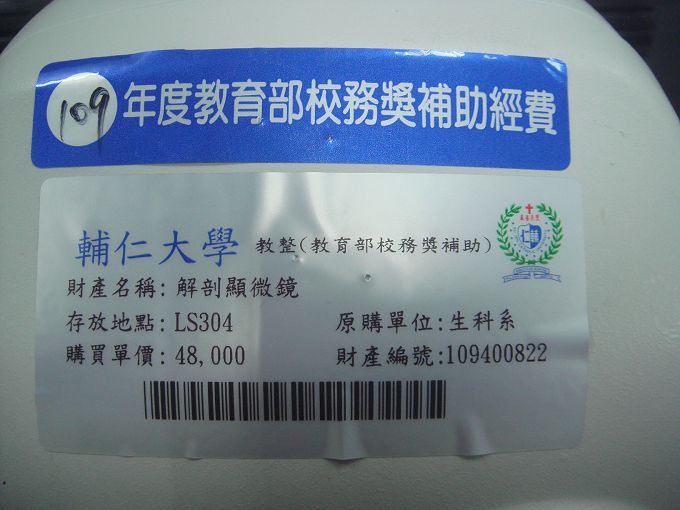 109 年度教育部校務獎補助經費
輔仁大學 教整(教育部校務獎補助)
財產名稱: 解剖顯微鏡
存放地點: LS304 原購單位: 生科系
購買單價: 48,000 財產編號:109400822